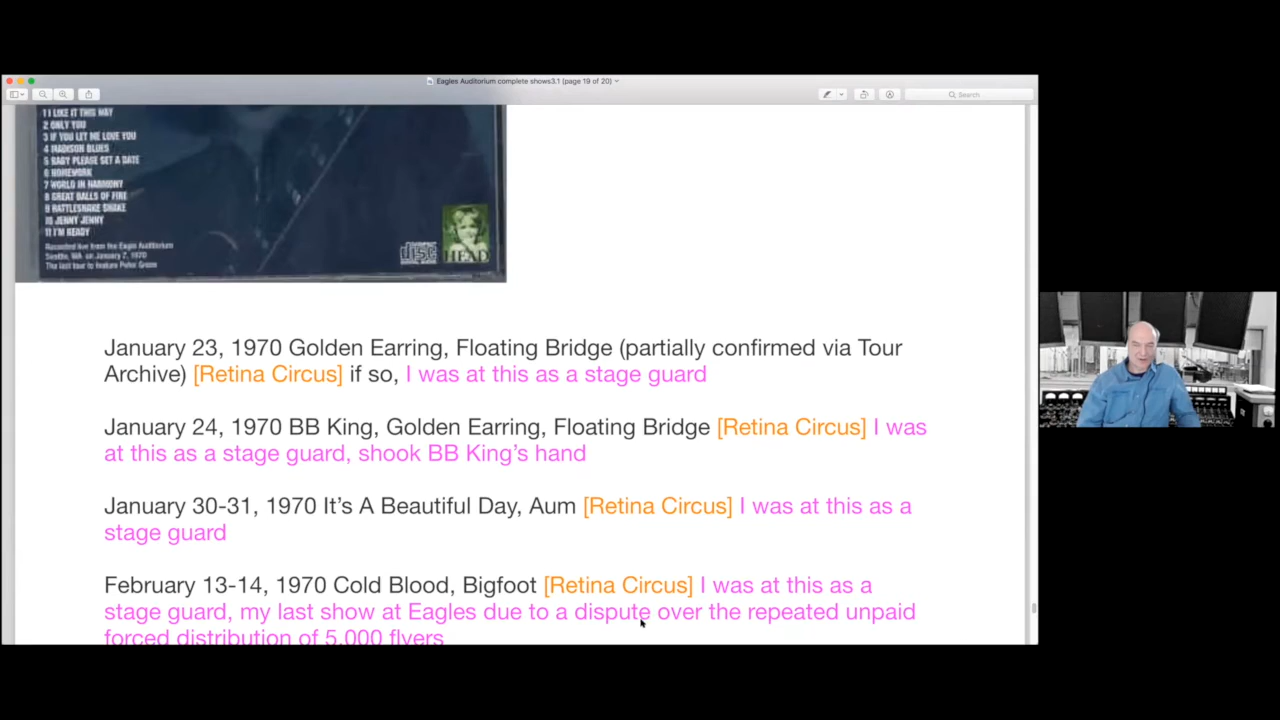 Eagles Auditorium complete shows3.1 (page 19 of 20)
Search
1 I LIKE IT THIS WAY
2 ONLY YOU
3 IF YOU LET ME LOVE YOU
4 MADISON BLUES
5 BABY PLEASE SET A DATE
6 HOMEWORK
7 WORLD IN HARMONY
8 GREAT BALLS OF FIRE
9 RATTLESNAKE SHAKE
10 JENNY JENNY
11 I'M READY
Recorded live from the Eagle Auditorium
Seattle, WA on January 7, 1970
The last tour to feature Peter Green
COMPACT
disc
DIGITAL AUDIO
HEAD
January 23, 1970 Golden Earring, Floating Bridge (partially confirmed via Tour
Archive) [Retina Circus] if so, I was at this as a stage guard
January 24, 1970 BB King, Golden Earring, Floating Bridge [Retina Circus] I was
at this as a stage guard, shook BB King's hand
January 30-31, 1970 It's A Beautiful Day, Aum [Retina Circus] I was at this as a
stage guard
February 13-14, 1970 Cold Blood, Bigfoot [Retina Circus] I was at this as a
stage guard, my last show at Eagles due to a dispute over the repeated unpaid
forced distribution of 5,000 flyers